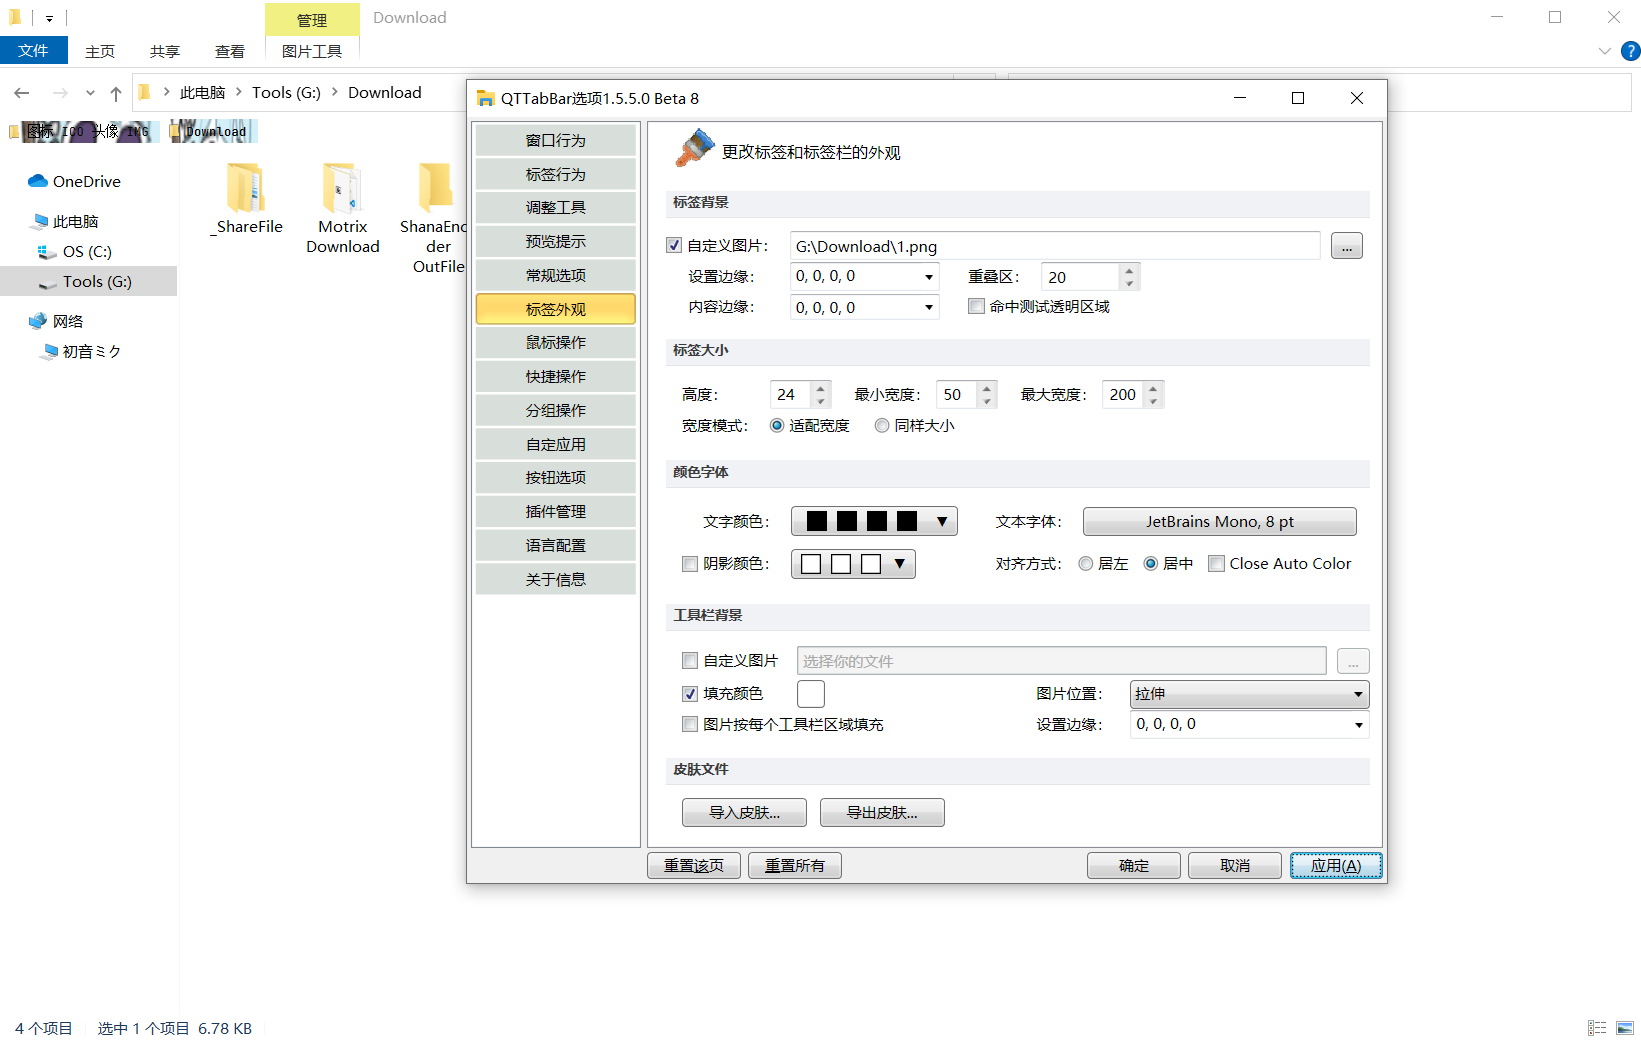 管理
Download
文件
主页
共享
查看
图片工具
此电脑
Tools (G:)
Download
图标 ICO 头像 IMG
Download
OneDrive
此电脑
OS (C:)
Tools (G:)
网络
初音ミク
_ShareFile
Motrix
Download
ShanaEnc
der
OutFile
QTTabBar选项1.5.5.0 Beta 8
窗口行为
标签行为
调整工具
预览提示
常规选项
标签外观
鼠标操作
快捷操作
分组操作
自定应用
按钮选项
插件管理
语言配置
关于信息
更改标签和标签栏的外观
标签背景
自定义图片： G:\Download\1.png ...
设置边缘： 0, 0, 0, 0 重叠区： 20
内容边缘： 0, 0, 0, 0 命中测试透明区域
标签大小
高度： 24 最小宽度： 50 最大宽度： 200
宽度模式： 适配宽度 同样大小
颜色字体
文字颜色： 文本字体： JetBrains Mono, 8 pt
阴影颜色： 对齐方式： 居左 居中 Close Auto Color
工具栏背景
自定义图片 选择你的文件 ...
填充颜色 图片位置： 拉伸
图片按每个工具栏区域填充 设置边缘： 0, 0, 0, 0
皮肤文件
导入皮肤... 导出皮肤...
重置该页 重置所有 确定 取消 应用(A)
4 个项目 选中 1 个项目 6.78 KB